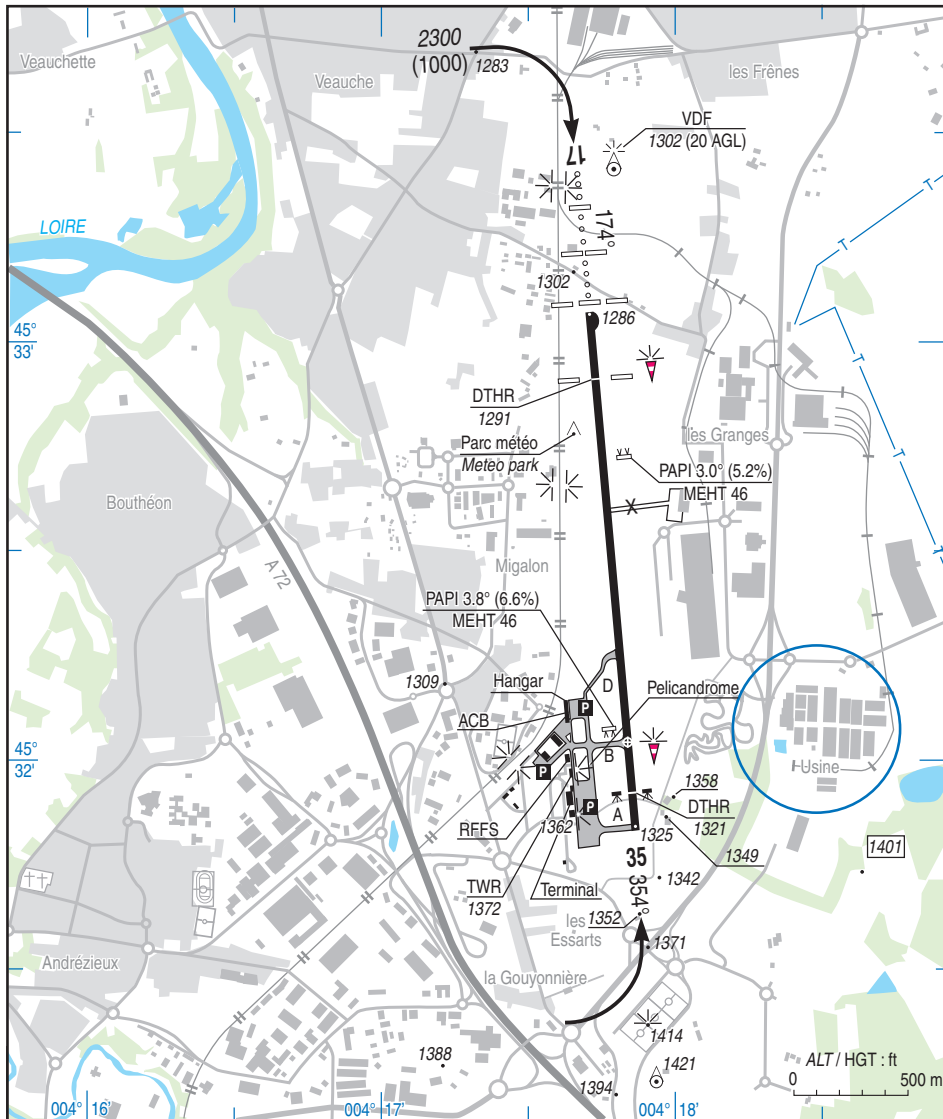 Veauchette
Veauche
2300
(1000)
1283
les Frênes
VDF
1302 (20 AGL)
17
174°
LOIRE
1302
1286
45°
33'
DTHR
1291
Parc météo
Meteo park
les Granges
PAPI 3.0° (5.2%)
MEHT 46
X
Bouthéon
A 72
Migalon
PAPI 3.8° (6.6%)
MEHT 46
1309
Hangar
D
Pelicandrome
P
ACB
B
45°
32'
P
Usine
1358
DTHR
1321
P
A
RFFS
1362
1325
1349
1401
35
354°
TWR
1372
Terminal
1342
les
Essarts
1352
1371
Andrézieux
la Gouyonnière
1414
1388
1421
1394
ALT / HGT : ft
0
500 m
004° 16'
004° 17'
004° 18'
T
T
T
T
T